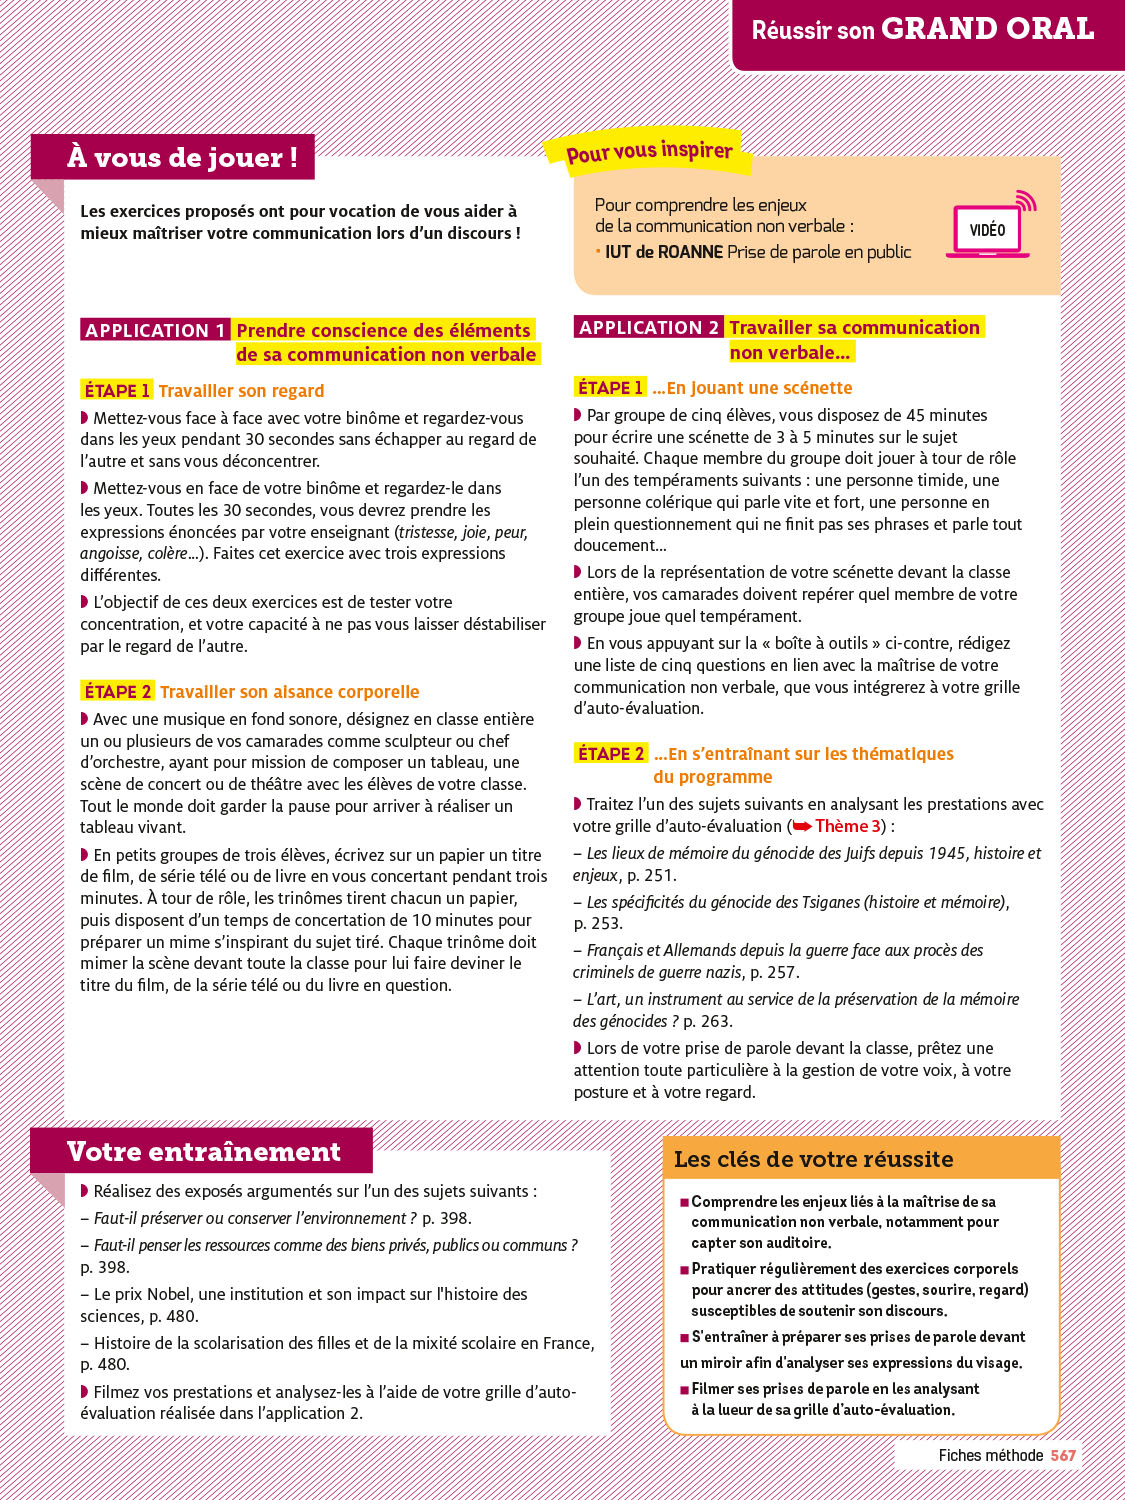 Réussir son GRAND ORAL
À vous de jouer !
Les exercices proposés ont pour vocation de vous aider à
mieux maîtriser votre communication lors d'un discours !
Pour vous inspirer
Pour comprendre les enjeux
de la communication non verbale :
• IUT de ROANNE Prise de parole en public
VIDÉO
APPLICATION 1 Prendre conscience des éléments
de sa communication non verbale
ÉTAPE 1 Travailler son regard
◗ Mettez-vous face à face avec votre binôme et regardez-vous
dans les yeux pendant 30 secondes sans échapper au regard de
l'autre et sans vous déconcentrer.
◗ Mettez-vous en face de votre binôme et regardez-le dans
les yeux. Toutes les 30 secondes, vous devrez prendre les
expressions énoncées par votre enseignant (tristesse, joie, peur,
angoisse, colère...). Faites cet exercice avec trois expressions
différentes.
◗ L'objectif de ces deux exercices est de tester votre
concentration, et votre capacité à ne pas vous laisser déstabiliser
par le regard de l'autre.
ÉTAPE 2 Travailler son aisance corporelle
◗ Avec une musique en fond sonore, désignez en classe entière
un ou plusieurs de vos camarades comme sculpteur ou chef
d'orchestre, ayant pour mission de composer un tableau, une
scène de concert ou de théâtre avec les élèves de votre classe.
Tout le monde doit garder la pause pour arriver à réaliser un
tableau vivant.
◗ En petits groupes de trois élèves, écrivez sur un papier un titre
de film, de série télé ou de livre en vous concertant pendant trois
minutes. À tour de rôle, les trinômes tirent chacun un papier,
puis disposent d'un temps de concertation de 10 minutes pour
préparer un mime s'inspirant du sujet tiré. Chaque trinôme doit
mimer la scène devant toute la classe pour lui faire deviner le
titre du film, de la série télé ou du livre en question.
APPLICATION 2 Travailler sa communication
non verbale...
ÉTAPE 1 ...En jouant une scénette
◗ Par groupe de cinq élèves, vous disposez de 45 minutes
pour écrire une scénette de 3 à 5 minutes sur le sujet
souhaité. Chaque membre du groupe doit jouer à tour de rôle
l'un des tempéraments suivants : une personne timide, une
personne colérique qui parle vite et fort, une personne en
plein questionnement qui ne finit pas ses phrases et parle tout
doucement...
◗ Lors de la représentation de votre scénette devant la classe
entière, vos camarades doivent repérer quel membre de votre
groupe joue quel tempérament.
◗ En vous appuyant sur la « boîte à outils » ci-contre, rédigez
une liste de cinq questions en lien avec la maîtrise de votre
communication non verbale, que vous intégrerez à votre grille
d'auto-évaluation.
ÉTAPE 2 ...En s'entraînant sur les thématiques
du programme
◗ Traitez l'un des sujets suivants en analysant les prestations avec
votre grille d'auto-évaluation (➥ Thème 3) :
– Les lieux de mémoire du génocide des Juifs depuis 1945, histoire et
enjeux, p. 251.
– Les spécificités du génocide des Tsiganes (histoire et mémoire),
p. 253.
– Français et Allemands depuis la guerre face aux procès des
criminels de guerre nazis, p. 257.
– L'art, un instrument au service de la préservation de la mémoire
des génocides ? p. 263.
◗ Lors de votre prise de parole devant la classe, prêtez une
attention toute particulière à la gestion de votre voix, à votre
posture et à votre regard.
Votre entraînement
◗ Réalisez des exposés argumentés sur l'un des sujets suivants :
– Faut-il préserver ou conserver l'environnement ? p. 398.
– Faut-il penser les ressources comme des biens privés, publics ou communs ?
p. 398.
– Le prix Nobel, une institution et son impact sur l'histoire des
sciences, p. 480.
– Histoire de la scolarisation des filles et de la mixité scolaire en France,
p. 480.
◗ Filmez vos prestations et analysez-les à l'aide de votre grille d'auto-
évaluation réalisée dans l'application 2.
Les clés de votre réussite
■ Comprendre les enjeux liés à la maîtrise de sa
communication non verbale, notamment pour
capter son auditoire.
■ Pratiquer régulièrement des exercices corporels
pour ancrer des attitudes (gestes, sourire, regard)
susceptibles de soutenir son discours.
■ S'entraîner à préparer ses prises de parole devant
un miroir afin d'analyser ses expressions du visage.
■ Filmer ses prises de parole en les analysant
à la lueur de sa grille d'auto-évaluation.
Fiches méthode 567